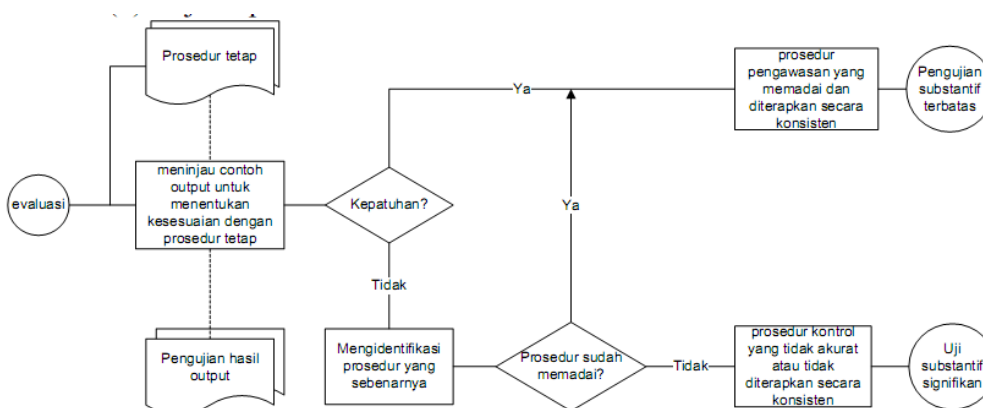 Prosedur tetap
evaluasi
meninjau contoh
output untuk
menentukan
kesesuaian dengan
prosedur tetap
Pengujian hasil
output
Kepatuhan?
Ya
Tidak
Mengidentifikasi
prosedur yang
sebenarnya
Prosedur sudah
memadai?
Ya
Tidak
prosedur
pengawasan yang
memadai dan
diterapkan secara
konsisten
Pengujian
substantif
terbatas
prosedur kontrol
yang tidak akurat
atau tidak
diterapkan secara
konsisten
Uji
substantif
signifikan